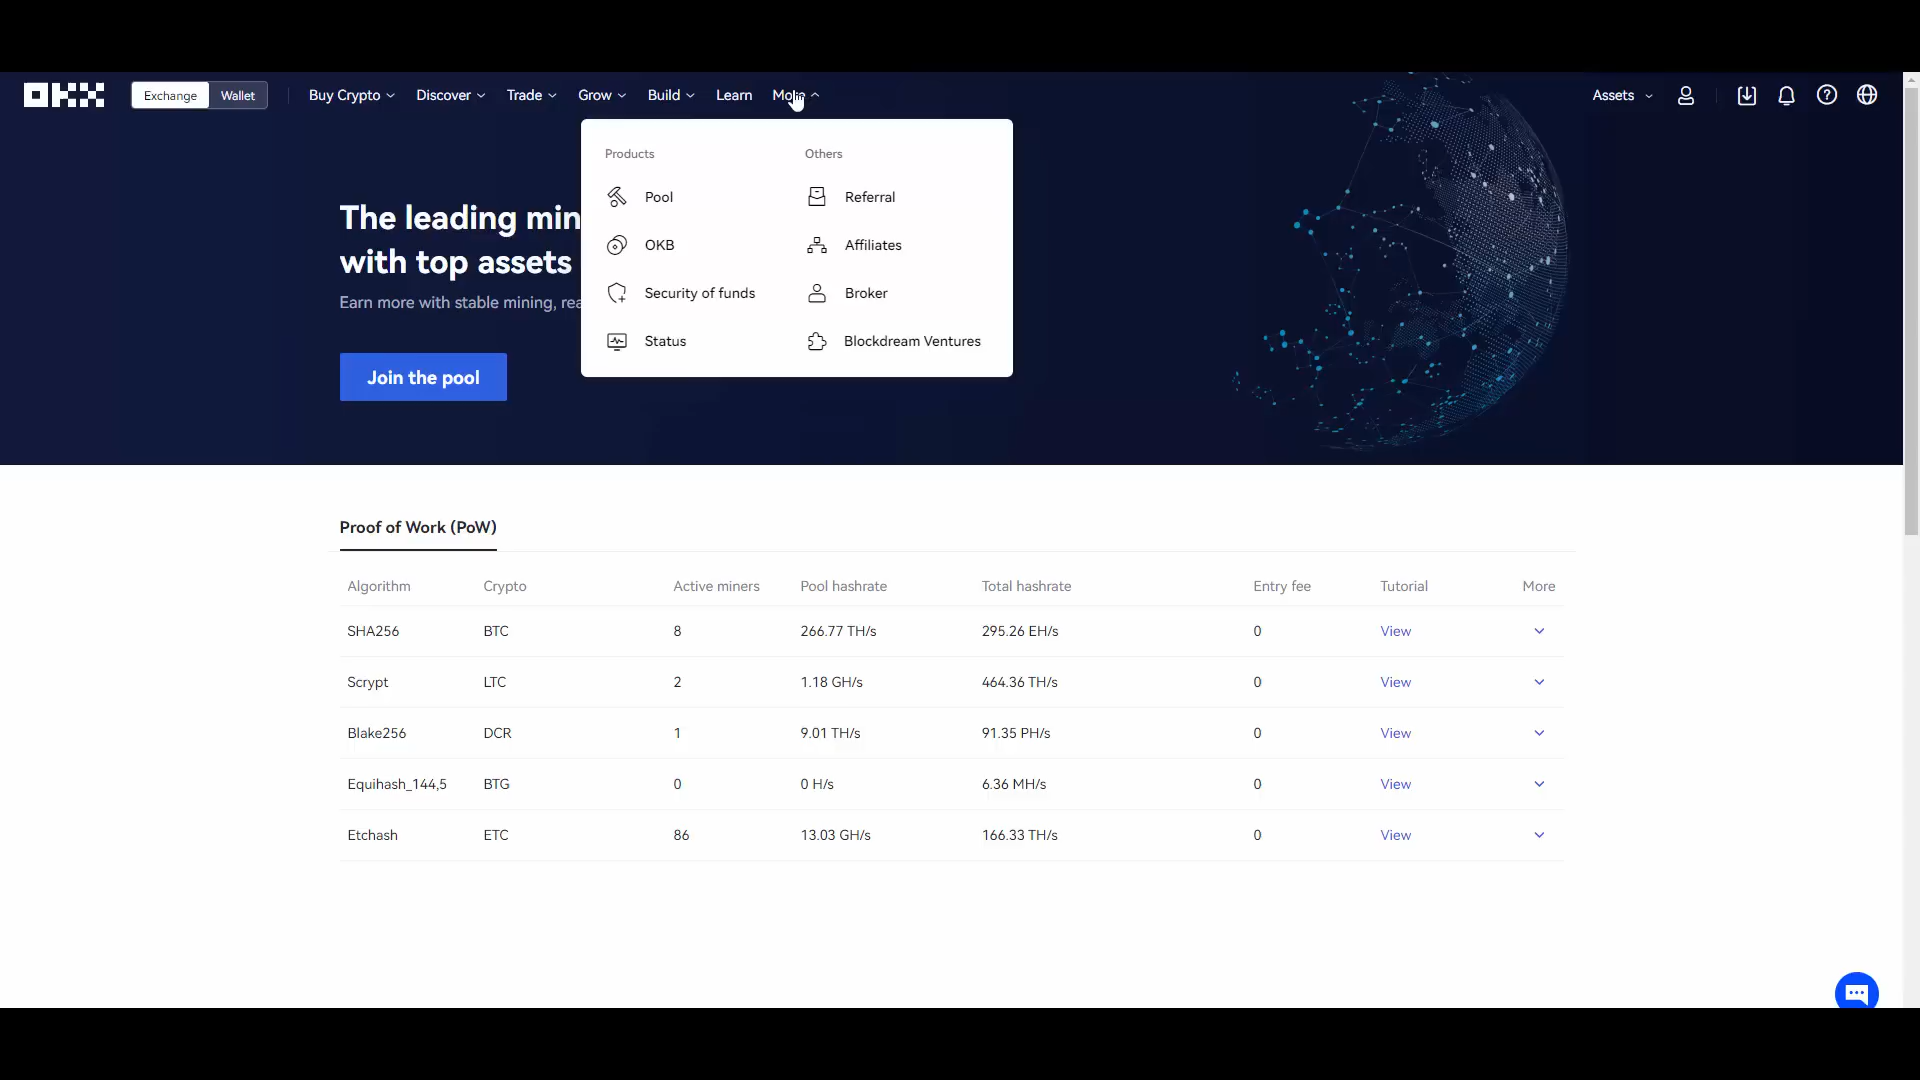 OKX Exchange Wallet Buy Crypto Discover Trade Grow Build Learn More Assets
Products Others
Pool Referral
OKB Affiliates
Security of funds Broker
Status Blockdream Ventures
The leading min
with top assets
Earn more with stable mining, rea
Join the pool
Proof of Work (PoW)
Algorithm Crypto Active miners Pool hashrate Total hashrate Entry fee Tutorial More
SHA256 BTC 8 266.77 TH/s 295.26 EH/s 0 View
Scrypt LTC 2 1.18 GH/s 464.36 TH/s 0 View
Blake256 DCR 1 9.01 TH/s 91.35 PH/s 0 View
Equihash_144,5 BTG 0 0 H/s 6.36 MH/s 0 View
Etchash ETC 86 13.03 GH/s 166.33 TH/s 0 View